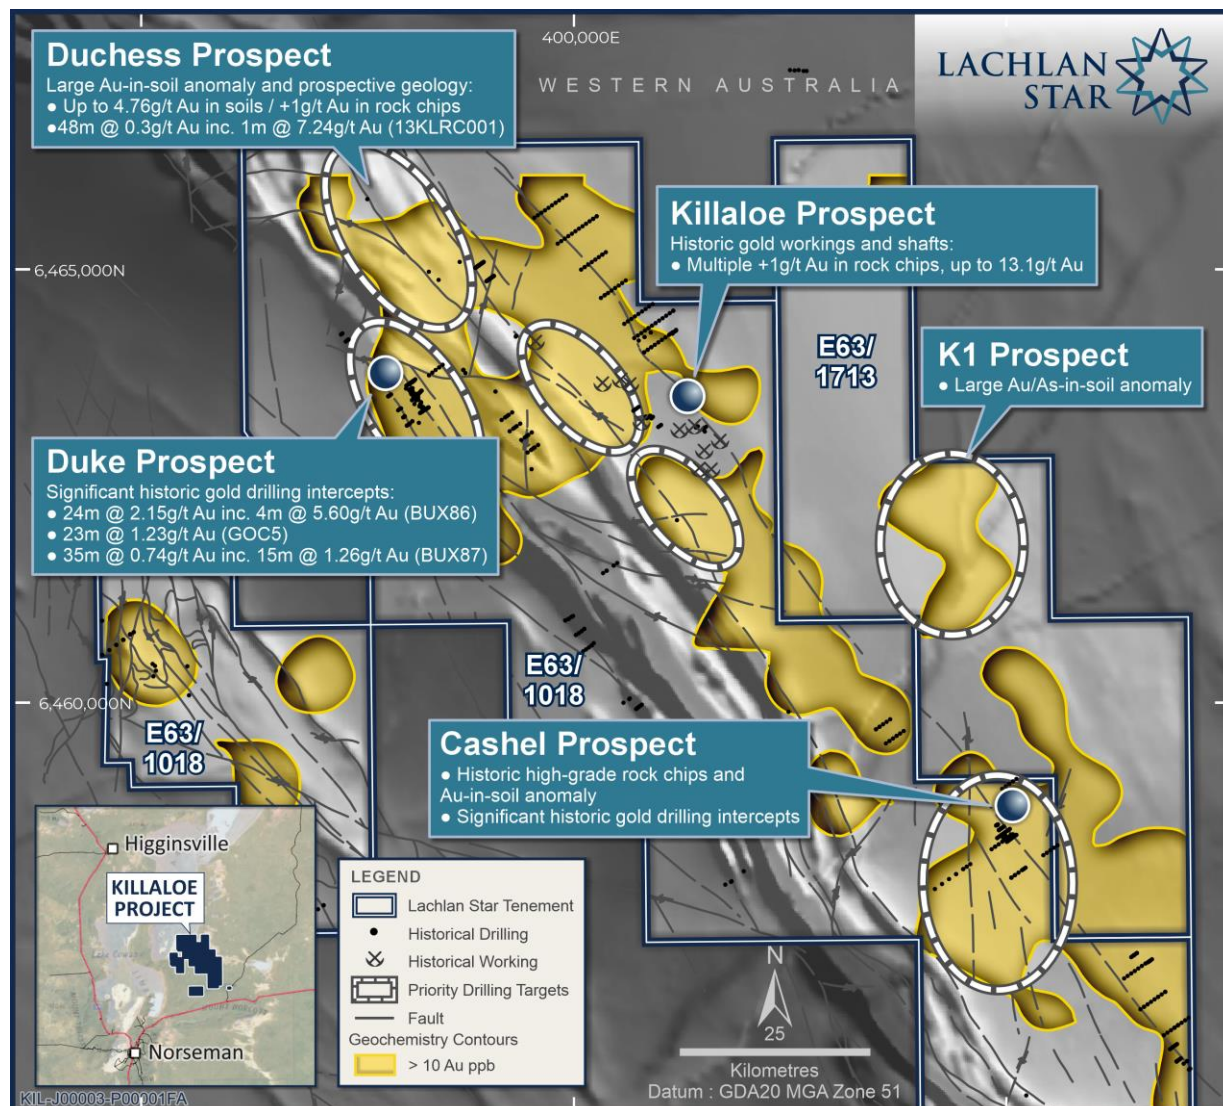 400,000E
WESTERN AUSTRALIA
LACHLAN
STAR
Duchess Prospect
Large Au-in-soil anomaly and prospective geology:
● Up to 4.76g/t Au in soils / +1g/t Au in rock chips
●48m @ 0.3g/t Au inc. 1m @ 7.24g/t Au (13KLRC001)
Killaloe Prospect
Historic gold workings and shafts:
● Multiple +1g/t Au in rock chips, up to 13.1g/t Au
6,465,000N
E63/
1713
K1 Prospect
● Large Au/As-in-soil anomaly
Duke Prospect
Significant historic gold drilling intercepts:
● 24m @ 2.15g/t Au inc. 4m @ 5.60g/t Au (BUX86)
● 23m @ 1.23g/t Au (GOC5)
● 35m @ 0.74g/t Au inc. 15m @ 1.26g/t Au (BUX87)
E63/
1018
6,460,000N
E63/
1018
Cashel Prospect
● Historic high-grade rock chips and
Au-in-soil anomaly
● Significant historic gold drilling intercepts
Higginsville
KILLALOE
PROJECT
Norseman
LEGEND
Lachlan Star Tenement
Historical Drilling
Historical Working
Priority Drilling Targets
Fault
Geochemistry Contours
> 10 Au ppb
N
25
Kilometres
Datum : GDA20 MGA Zone 51
KIL-J00003-P00001FA